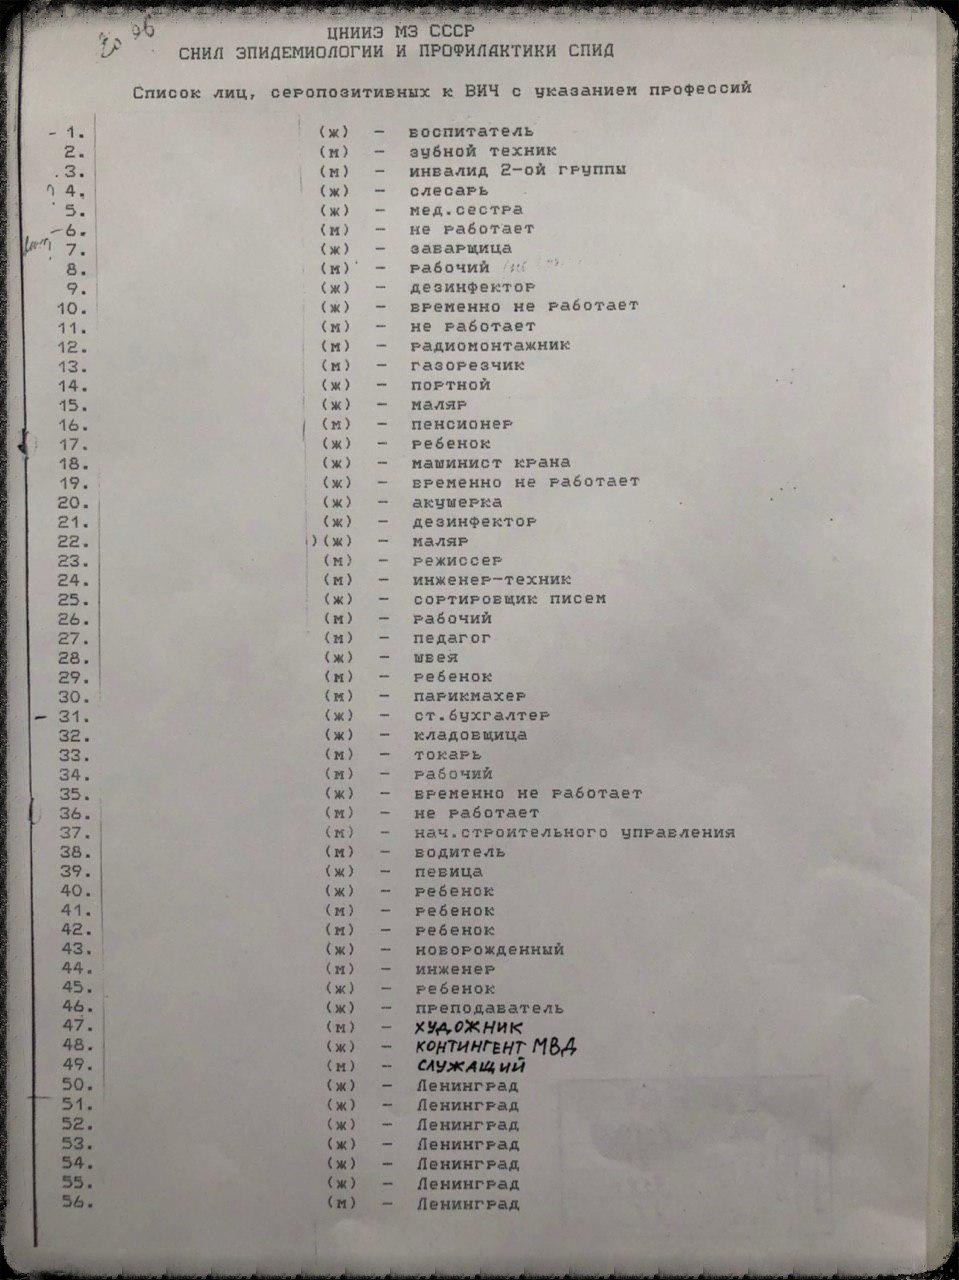 96
ЦНИИЭ МЗ СССР
СНИЛ ЭПИДЕМИОЛОГИИ И ПРОФИЛАКТИКИ СПИД
Список лиц, серопозитивных к ВИЧ с указанием профессий
- 1. (ж) - воспитатель
2. (м) - зубной техник
3. (м) - инвалид 2-ой группы
4. (ж) - слесарь
5. (ж) - мед.сестра
6. (м) - не работает
7. (ж) - заварщица
8. (м) - рабочий
9. (ж) - дезинфектор
10. (ж) - временно не работает
11. (м) - не работает
12. (м) - радиомонтажник
13. (м) - газорезчик
14. (ж) - портной
15. (ж) - маляр
16. (м) - пенсионер
17. (ж) - ребенок
18. (ж) - машинист крана
19. (ж) - временно не работает
20. (ж) - акушерка
21. (ж) - дезинфектор
22. )(ж) - маляр
23. (м) - режиссер
24. (м) - инженер-техник
25. (ж) - сортировщик писем
26. (м) - рабочий
27. (м) - педагог
28. (ж) - швея
29. (м) - ребенок
30. (м) - парикмахер
- 31. (ж) - ст.бухгалтер
32. (ж) - кладовщица
33. (м) - токарь
34. (м) - рабочий
35. (ж) - временно не работает
36. (м) - не работает
37. (м) - нач.строительного управления
38. (м) - водитель
39. (ж) - певица
40. (ж) - ребенок
41. (м) - ребенок
42. (м) - ребенок
43. (ж) - новорожденный
44. (м) - инженер
45. (ж) - ребенок
46. (ж) - преподаватель
47. (м) - ХУДОЖНИК
48. (ж) - КОНТИНГЕНТ МВД
49. (м) - СЛУЖАЩИЙ
50. (ж) - Ленинград
51. (ж) - Ленинград
52. (ж) - Ленинград
53. (ж) - Ленинград
54. (ж) - Ленинград
55. (ж) - Ленинград
56. (м) - Ленинград